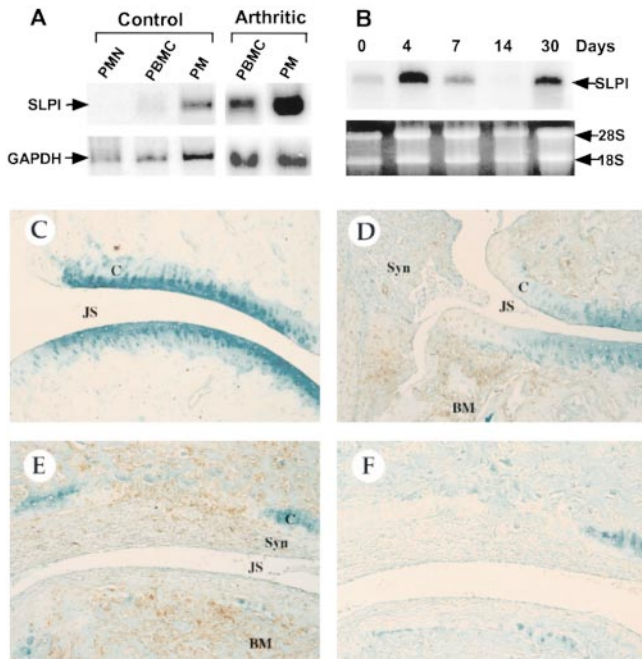 A
Control
Arthritic
PMN
PBMC
PM
PBMC
PM
SLPI
GAPDH
B
0 4 7 14 30 Days
SLPI
28S
18S
C
C
JS
D
Syn
C
JS
BM
E
C
Syn
JS
BM
F